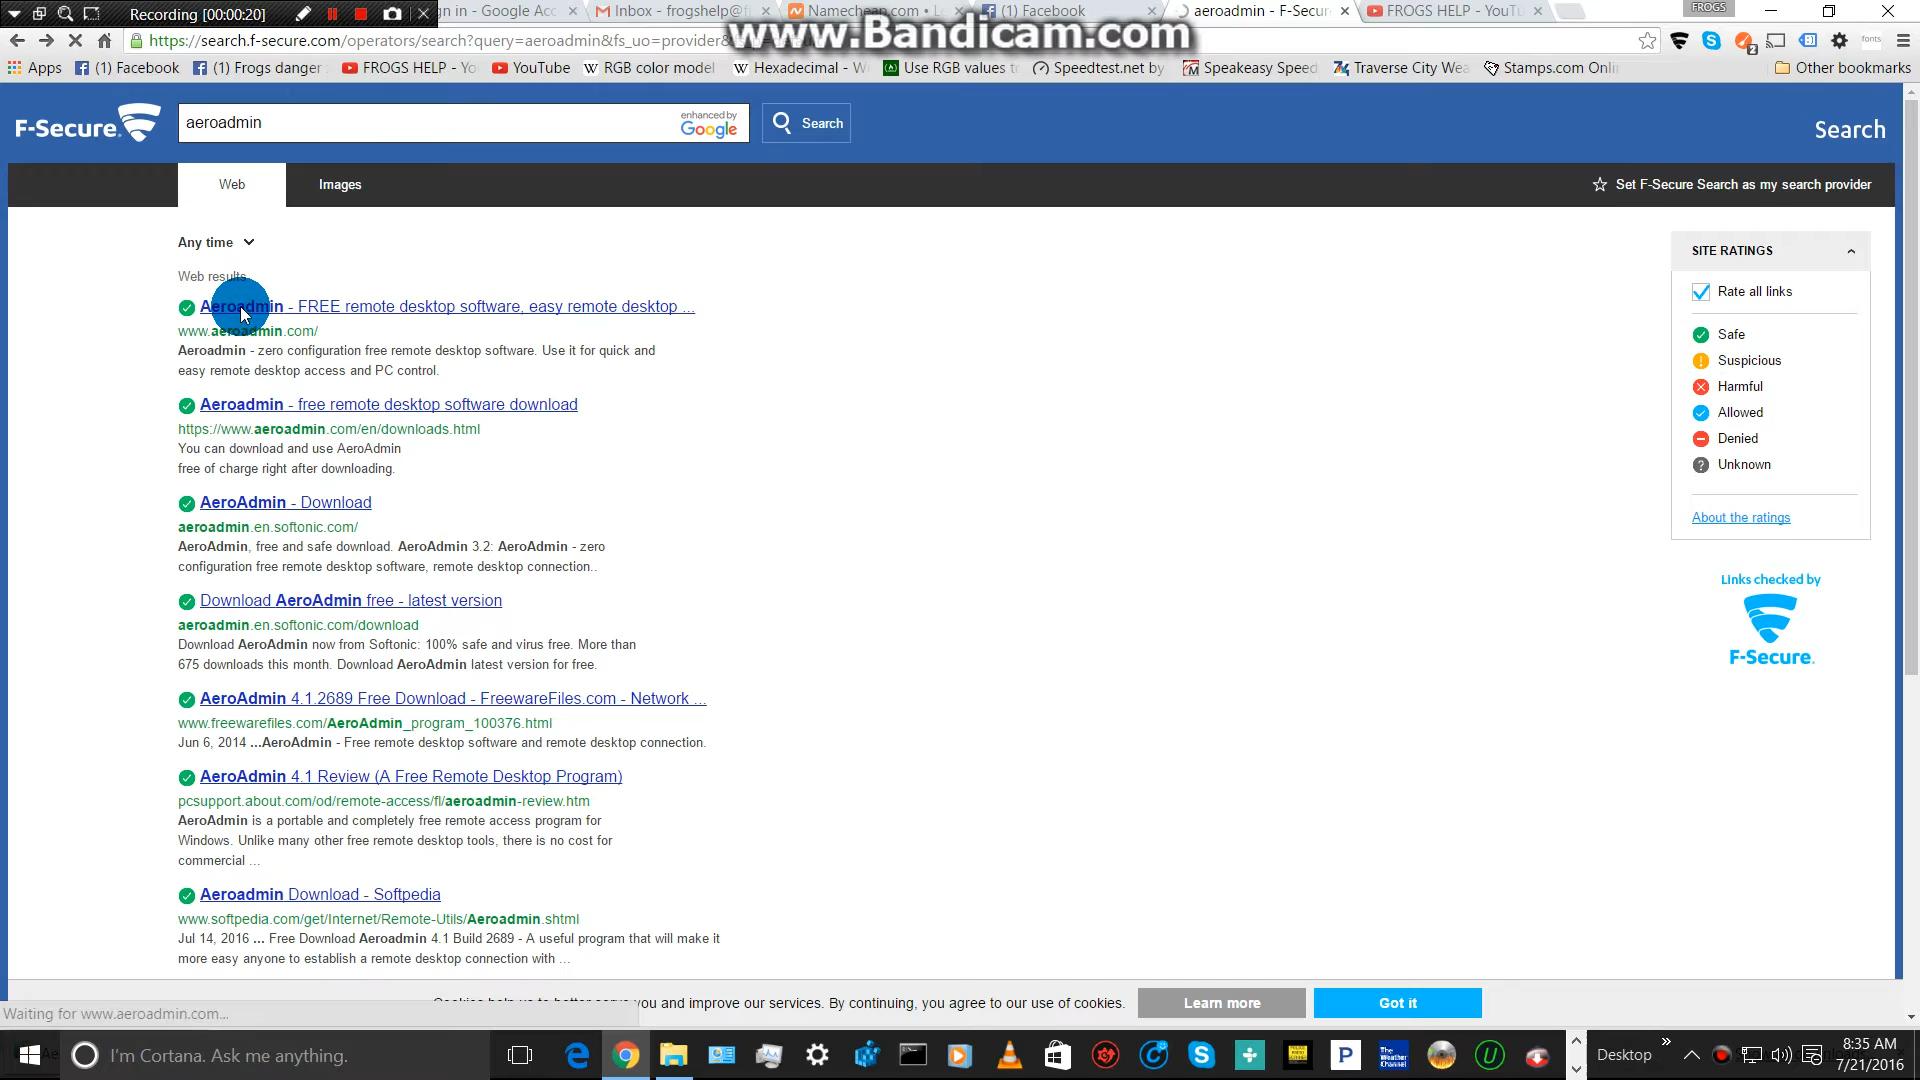 Recording [00:00:20]
gn in - Google Acc
Inbox - frogshelp@f
Namecheap.com • L
(1) Facebook
aeroadmin - F-Secur
FROGS HELP - YouTu
FROGS
www.Bandicam.com
https://search.f-secure.com/operators/search?query=aeroadmin&fs_uo=provider&
fonts
Apps
(1) Facebook
(1) Frogs danger
FROGS HELP - Yo
YouTube
RGB color model
Hexadecimal - W
Use RGB values to
Speedtest.net by
Speakeasy Speed
Traverse City Wea
Stamps.com Onli
Other bookmarks
F-Secure.
aeroadmin
enhanced by
Google
Search
Search
Web
Images
Set F-Secure Search as my search provider
Any time
Web results
Aeroadmin - FREE remote desktop software, easy remote desktop ...
www.aeroadmin.com/
Aeroadmin - zero configuration free remote desktop software. Use it for quick and
easy remote desktop access and PC control.
Aeroadmin - free remote desktop software download
https://www.aeroadmin.com/en/downloads.html
You can download and use AeroAdmin
free of charge right after downloading.
AeroAdmin - Download
aeroadmin.en.softonic.com/
AeroAdmin, free and safe download. AeroAdmin 3.2: AeroAdmin - zero
configuration free remote desktop software, remote desktop connection..
Download AeroAdmin free - latest version
aeroadmin.en.softonic.com/download
Download AeroAdmin now from Softonic: 100% safe and virus free. More than
675 downloads this month. Download AeroAdmin latest version for free.
AeroAdmin 4.1.2689 Free Download - FreewareFiles.com - Network ...
www.freewarefiles.com/AeroAdmin_program_100376.html
Jun 6, 2014 ...AeroAdmin - Free remote desktop software and remote desktop connection.
AeroAdmin 4.1 Review (A Free Remote Desktop Program)
pcsupport.about.com/od/remote-access/fl/aeroadmin-review.htm
AeroAdmin is a portable and completely free remote access program for
Windows. Unlike many other free remote desktop tools, there is no cost for
commercial ...
Aeroadmin Download - Softpedia
www.softpedia.com/get/Internet/Remote-Utils/Aeroadmin.shtml
Jul 14, 2016 ... Free Download Aeroadmin 4.1 Build 2689 - A useful program that will make it
more easy anyone to establish a remote desktop connection with ...
SITE RATINGS
Rate all links
Safe
Suspicious
Harmful
Allowed
Denied
Unknown
About the ratings
Links checked by
F-Secure.
Cookies help us to better serve you and improve our services. By continuing, you agree to our use of cookies.
Learn more
Got it
Waiting for www.aeroadmin.com...
I'm Cortana. Ask me anything.
The Weather Channel
Desktop
8:35 AM
7/21/2016